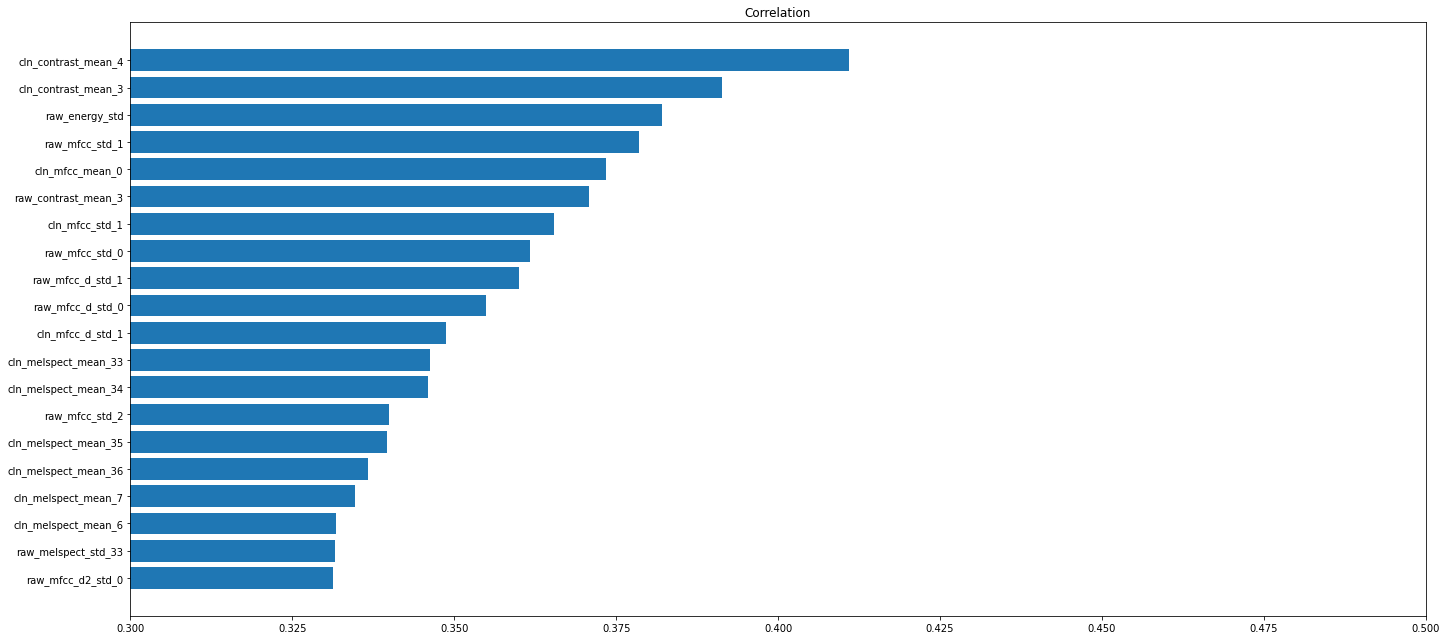 Correlation
cln_contrast_mean_4
cln_contrast_mean_3
raw_energy_std
raw_mfcc_std_1
cln_mfcc_mean_0
raw_contrast_mean_3
cln_mfcc_std_1
raw_mfcc_std_0
raw_mfcc_d_std_1
raw_mfcc_d_std_0
cln_mfcc_d_std_1
cln_melspect_mean_33
cln_melspect_mean_34
raw_mfcc_std_2
cln_melspect_mean_35
cln_melspect_mean_36
cln_melspect_mean_7
cln_melspect_mean_6
raw_melspect_std_33
raw_mfcc_d2_std_0
0.300 0.325 0.350 0.375 0.400 0.425 0.450 0.475 0.500